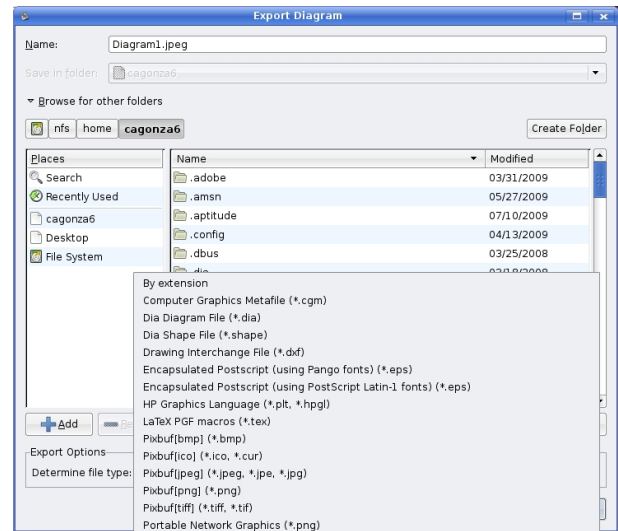 Export Diagram
Name: Diagram1.jpeg
Save in folder: cagonza6
Browse for other folders
nfs home cagonza6 Create Folder
Places Name Modified
Search .adobe 03/31/2009
Recently Used .amsn 05/27/2009
cagonza6 .aptitude 07/10/2009
Desktop .config 04/13/2009
File System .dbus 03/25/2008
By extension
Computer Graphics Metafile (*.cgm)
Dia Diagram File (*.dia)
Dia Shape File (*.shape)
Drawing Interchange File (*.dxf)
Encapsulated Postscript (using Pango fonts) (*.eps)
Encapsulated Postscript (using PostScript Latin-1 fonts) (*.eps)
HP Graphics Language (*.plt, *.hpgl)
Add LaTeX PGF macros (*.tex)
Pixbuf[bmp] (*.bmp)
Export Options Pixbuf[ico] (*.ico, *.cur)
Determine file type: Pixbuf[jpeg] (*.jpeg, *.jpe, *.jpg)
Pixbuf[png] (*.png)
Pixbuf[tiff] (*.tiff, *.tif)
Portable Network Graphics (*.png)